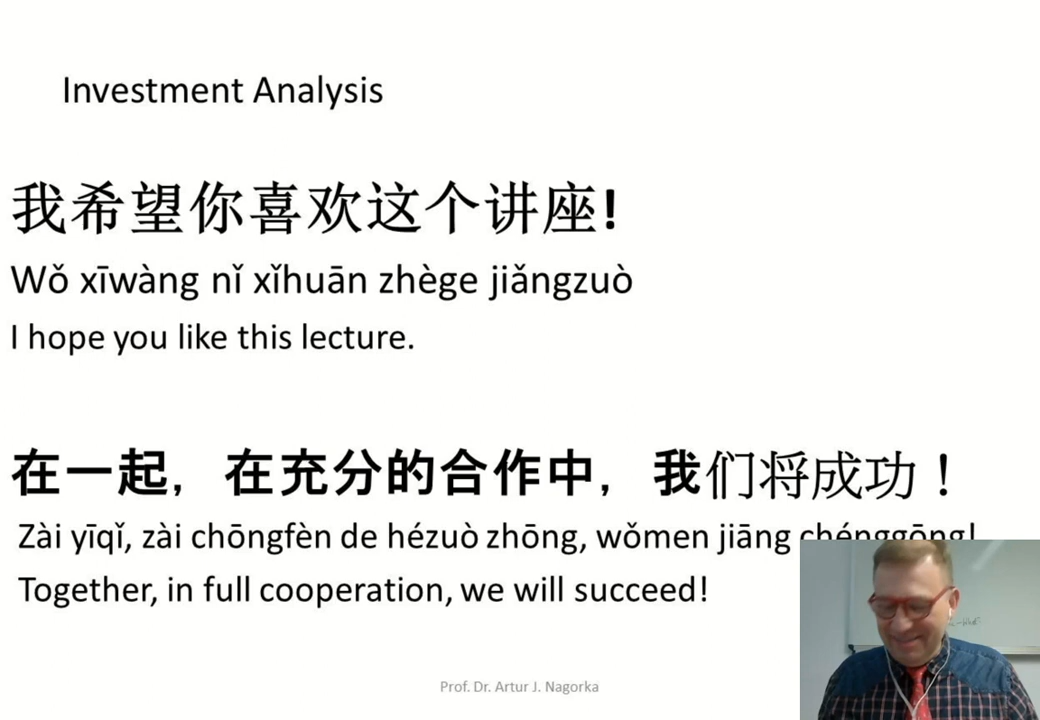 Investment Analysis
我希望你喜欢这个讲座!
Wǒ xīwàng nǐ xǐhuān zhège jiǎngzuò
I hope you like this lecture.
在一起，在充分的合作中，我们将成功！
Zài yīqǐ, zài chōngfèn de hézuò zhōng, wǒmen jiāng chénggōng!
Together, in full cooperation, we will succeed!
Prof. Dr. Artur J. Nagorka